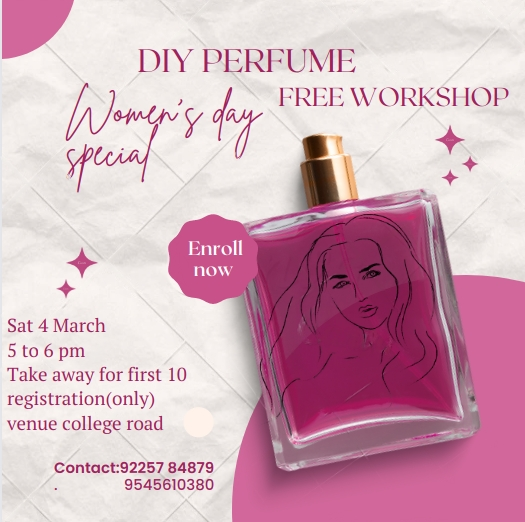 DIY PERFUME
FREE WORKSHOP
Women's day
special
Enroll
now
Sat 4 March
5 to 6 pm
Take away for first 10
registration(only)
venue college road
Contact:92257 84879
. 9545610380